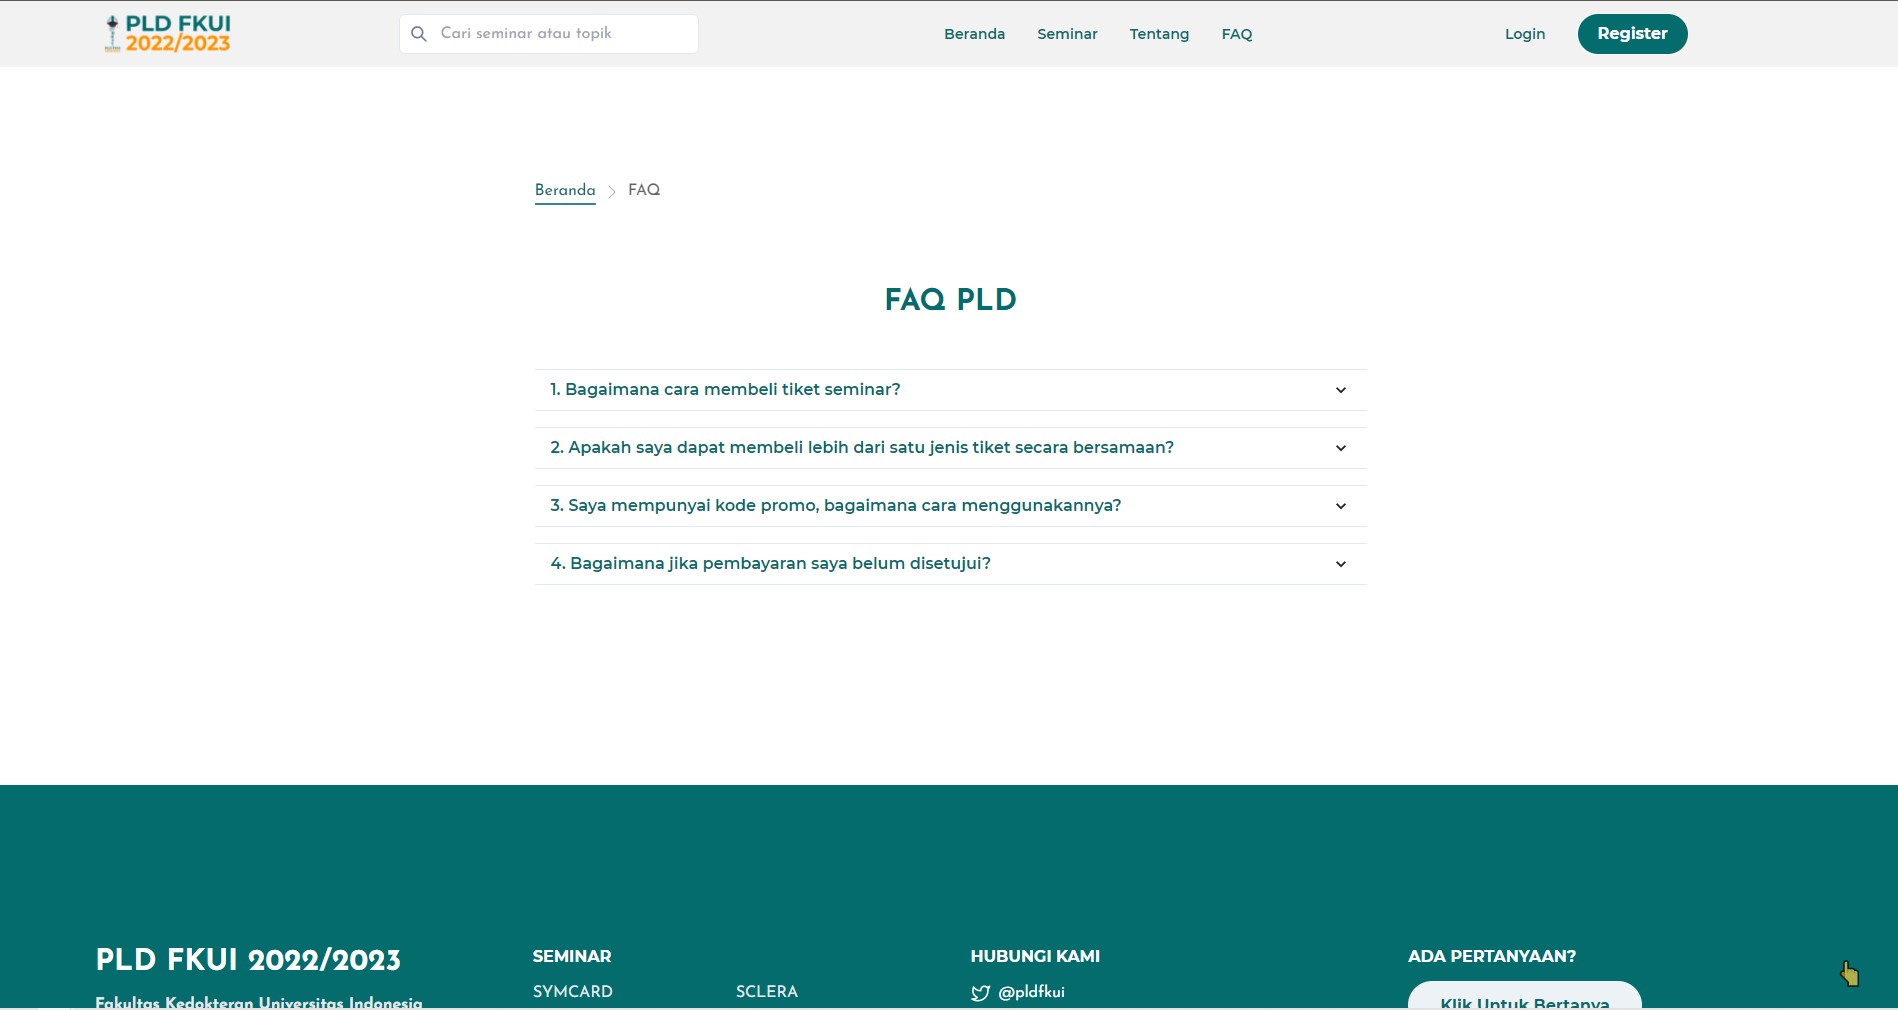 PLD FKUI
2022/2023
Cari seminar atau topik
Beranda
Seminar
Tentang
FAQ
Login
Register
Beranda
FAQ
FAQ PLD
1. Bagaimana cara membeli tiket seminar?
2. Apakah saya dapat membeli lebih dari satu jenis tiket secara bersamaan?
3. Saya mempunyai kode promo, bagaimana cara menggunakannya?
4. Bagaimana jika pembayaran saya belum disetujui?
PLD FKUI 2022/2023
Fakultas Kedokteran Universitas Indonesia
SEMINAR
SYMCARD
SCLERA
HUBUNGI KAMI
@pldfkui
ADA PERTANYAAN?
Klik Untuk Bertanya